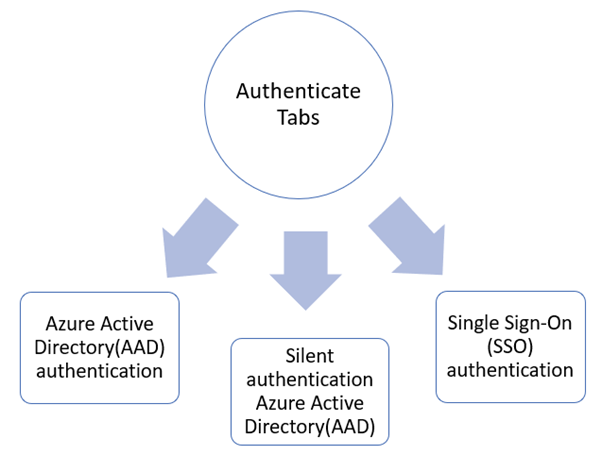 Authenticate
Tabs
Azure Active
Directory(AAD)
authentication
Silent
authentication
Azure Active
Directory(AAD)
Single Sign-On
(SSO)
authentication